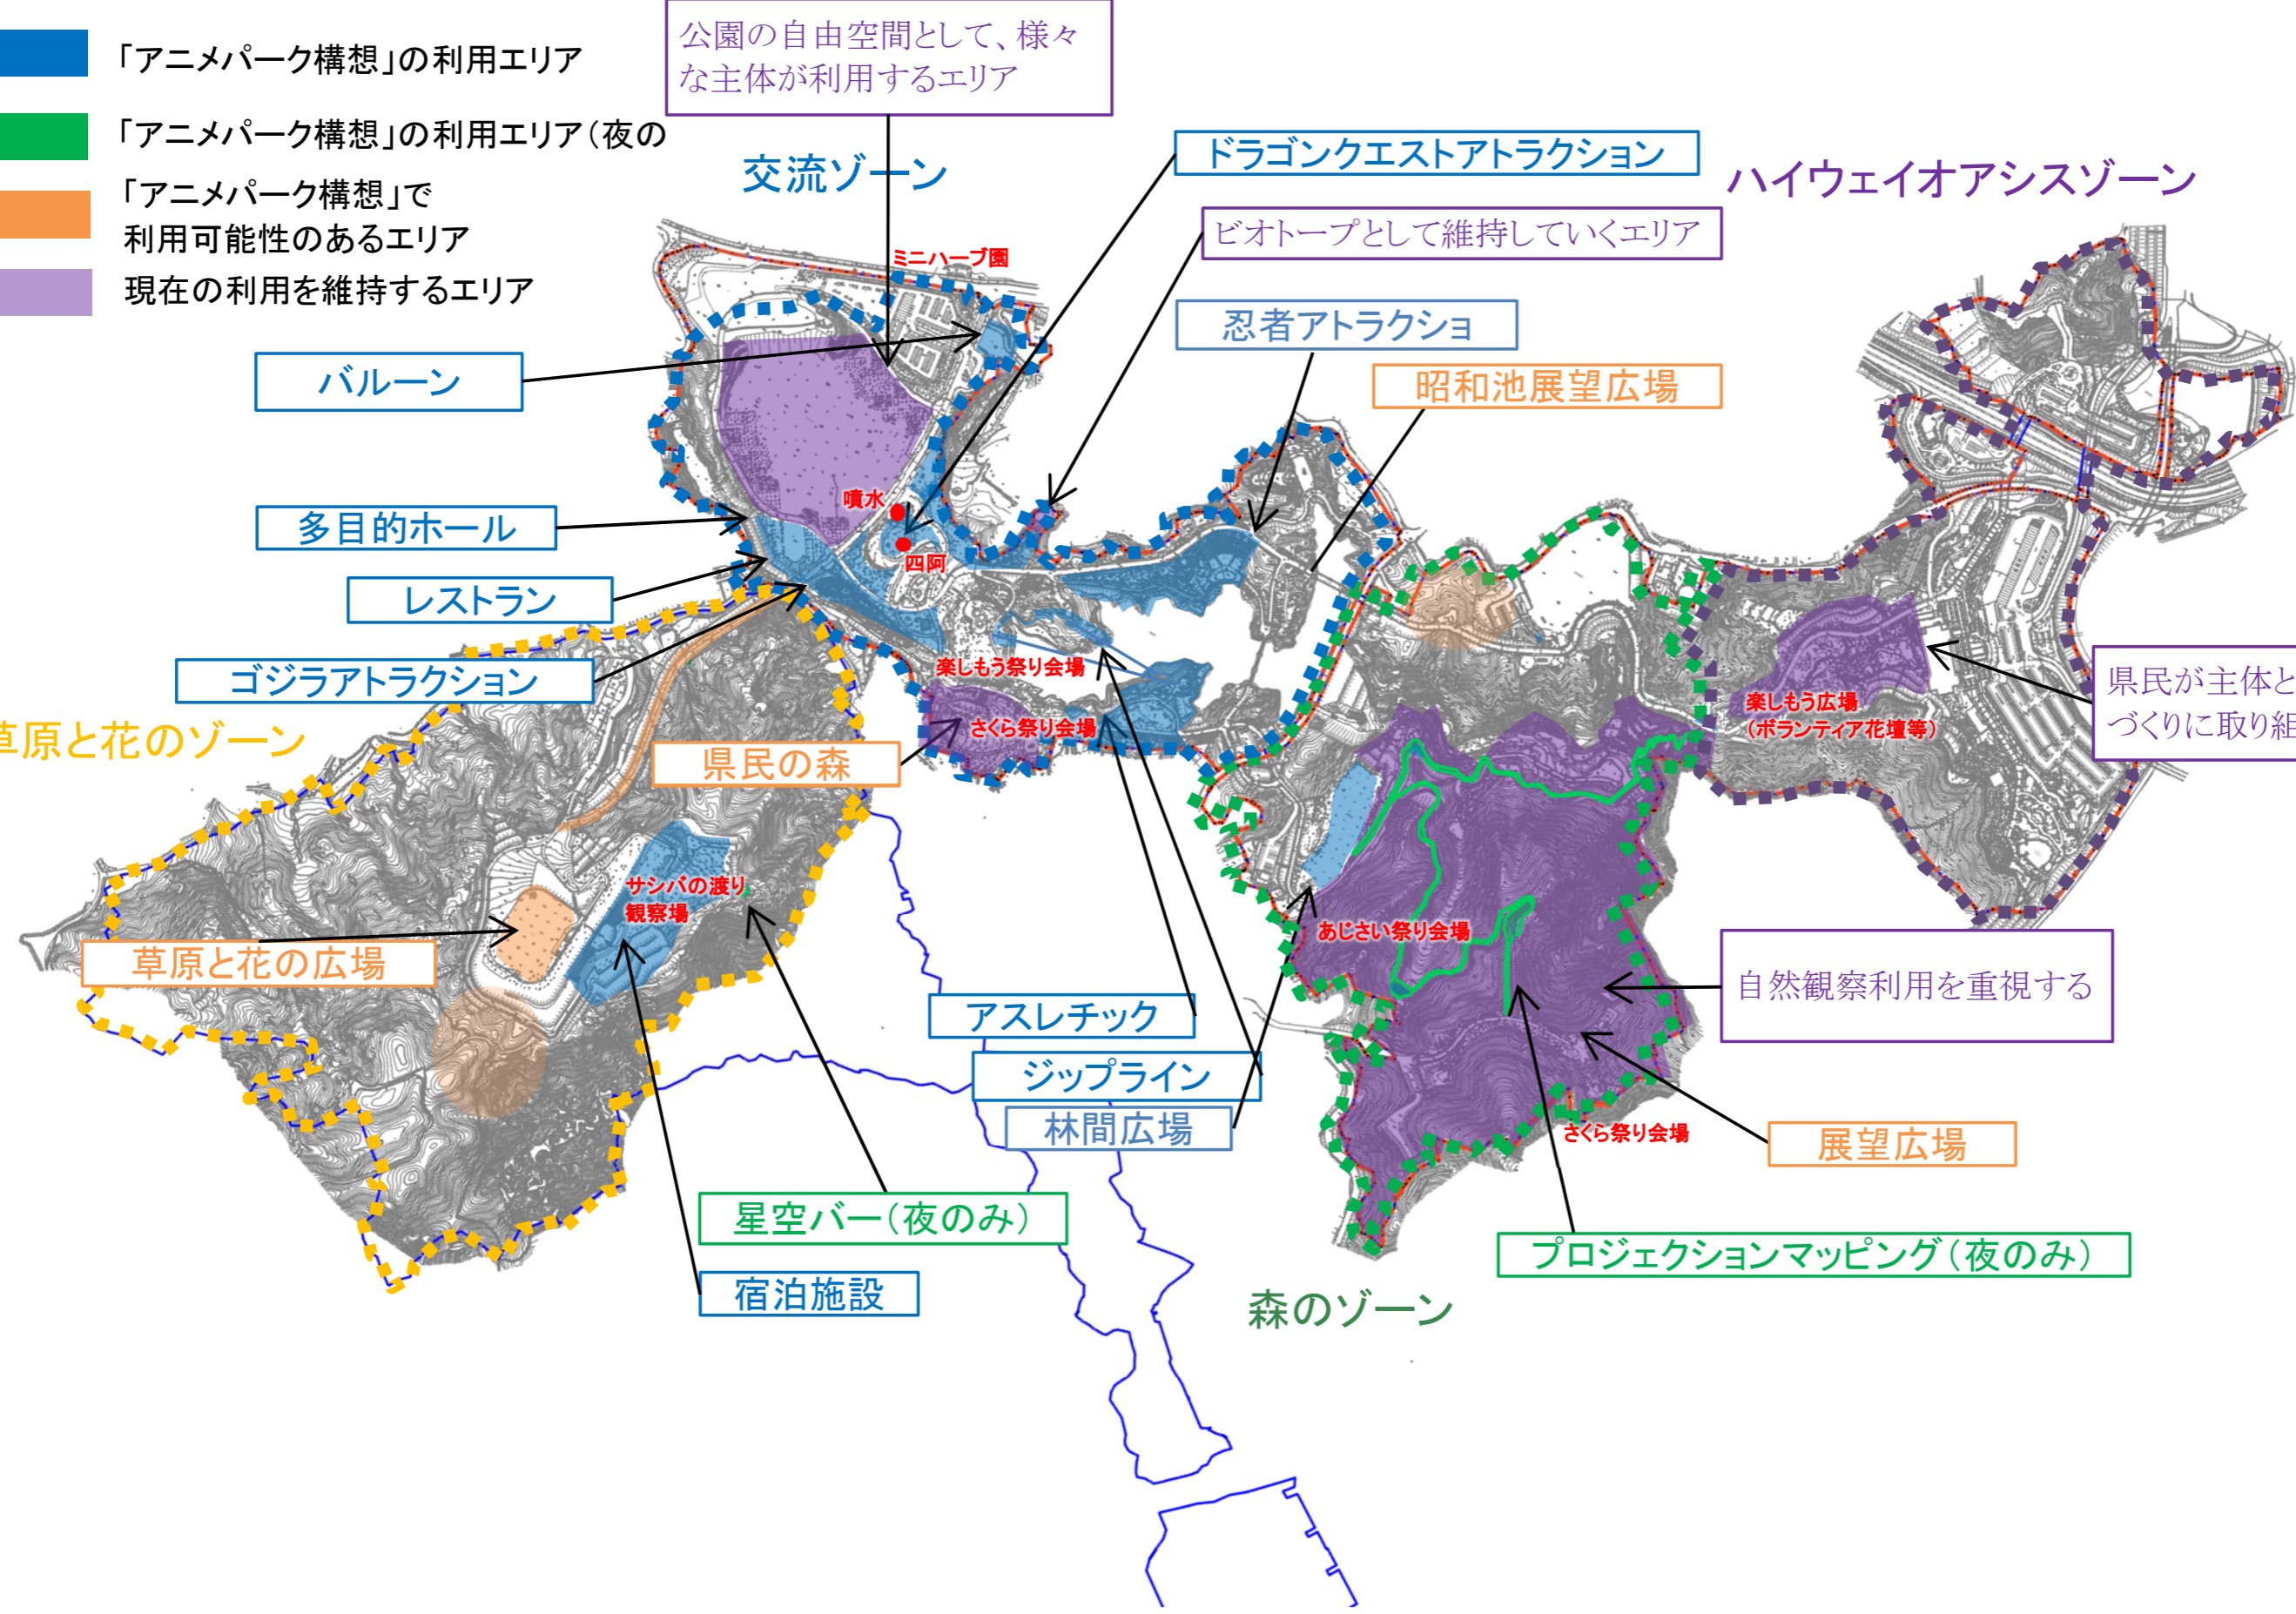 「アニメパーク構想」の利用エリア
「アニメパーク構想」の利用エリア（夜の
「アニメパーク構想」で
利用可能性のあるエリア
現在の利用を維持するエリア
公園の自由空間として、様々
な主体が利用するエリア
交流ゾーン
ドラゴンクエストアトラクション
ハイウェイオアシスゾーン
ビオトープとして維持していくエリア
ミニハーブ園
忍者アトラクショ
バルーン
昭和池展望広場
噴水
多目的ホール
四阿
レストラン
ゴジラアトラクション
楽しもう祭り会場
県民が主体と
づくりに取り組
楽しもう広場
（ボランティア花壇等）
さくら祭り会場
草原と花のゾーン
県民の森
サシバの渡り
観察場
あじさい祭り会場
草原と花の広場
自然観察利用を重視する
アスレチック
ジップライン
林間広場
さくら祭り会場
展望広場
星空バー（夜のみ）
プロジェクションマッピング（夜のみ）
宿泊施設
森のゾーン